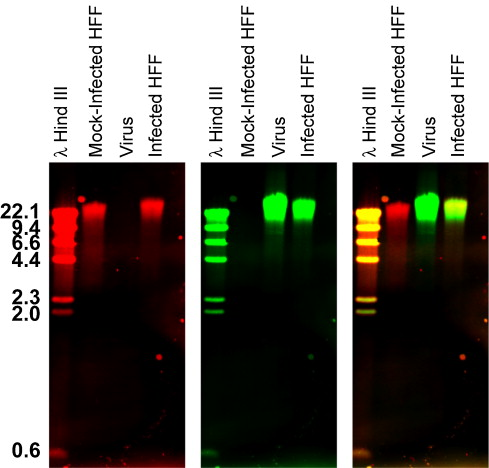 λ Hind III
Mock-Infected HFF
Virus
Infected HFF
λ Hind III
Mock-Infected HFF
Virus
Infected HFF
λ Hind III
Mock-Infected HFF
Virus
Infected HFF
22.1
9.4
6.6
4.4
2.3
2.0
0.6